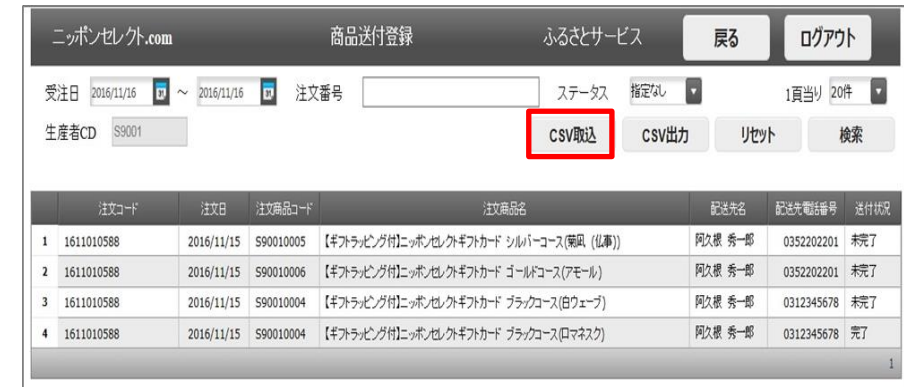 ニッポンセレクト.com 商品送付登録 ふるさとサービス 戻る ログアウト
受注日 2016/11/16 31 ～ 2016/11/16 31 注文番号 ステータス 指定なし 1頁当り 20件
生産者CD S9001 CSV取込 CSV出力 リセット 検索
注文コード 注文日 注文商品コード 注文商品名 配送先名 配送先電話番号 送付状況
1 1611010588 2016/11/15 S90010005 【ギフトラッピング付】ニッポンセレクトギフトカード シルバーコース(菊凪 (仏事)) 阿久根 秀一郎 0352202201 未完了
2 1611010588 2016/11/15 S90010006 【ギフトラッピング付】ニッポンセレクトギフトカード ゴールドコース(アモール) 阿久根 秀一郎 0352202201 未完了
3 1611010588 2016/11/15 S90010004 【ギフトラッピング付】ニッポンセレクトギフトカード ブラックコース(白ウェーブ) 阿久根 秀一郎 0312345678 未完了
4 1611010588 2016/11/15 S90010004 【ギフトラッピング付】ニッポンセレクトギフトカード ブラックコース(ロマネスク) 阿久根 秀一郎 0312345678 完了
1